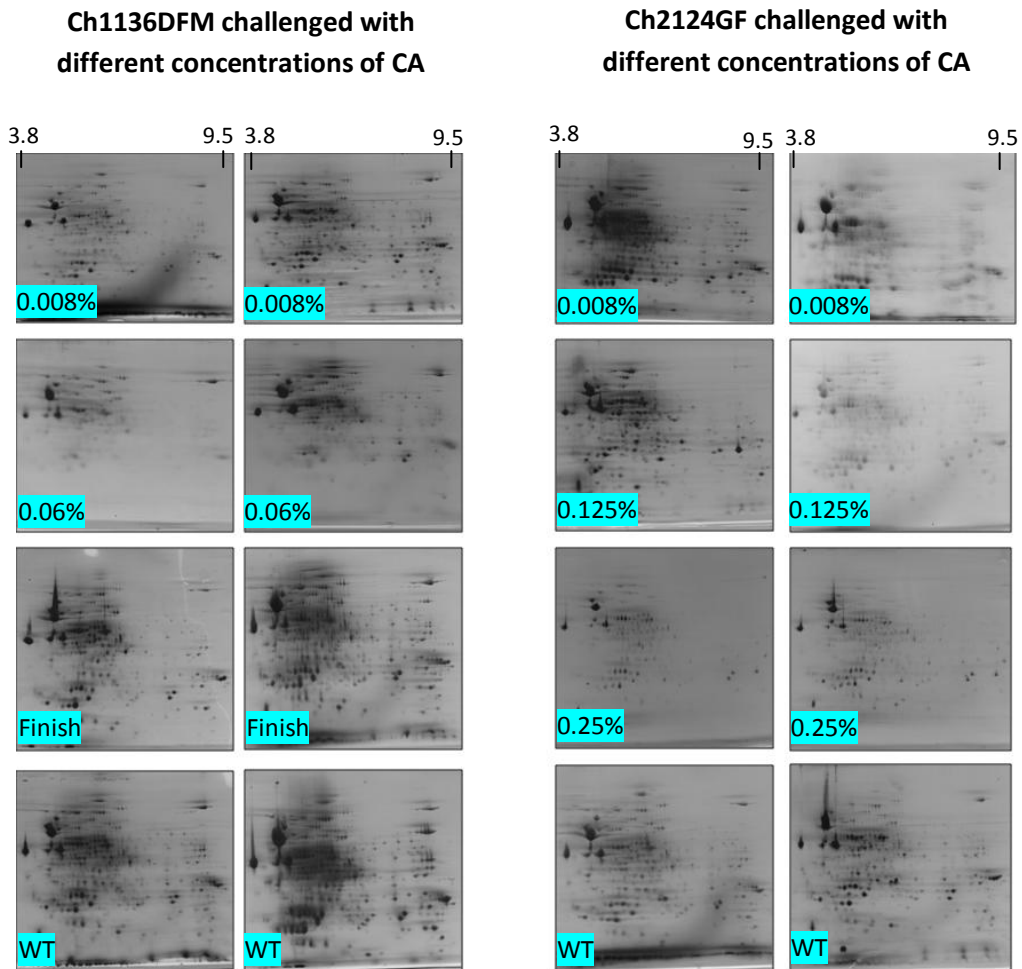 Ch1136DFM challenged with
different concentrations of CA
Ch2124GF challenged with
different concentrations of CA
3.8 9.5 3.8 9.5 3.8 9.5 3.8 9.5
0.008% 0.008% 0.008% 0.008%
0.06% 0.06% 0.125% 0.125%
Finish Finish 0.25% 0.25%
WT WT WT WT